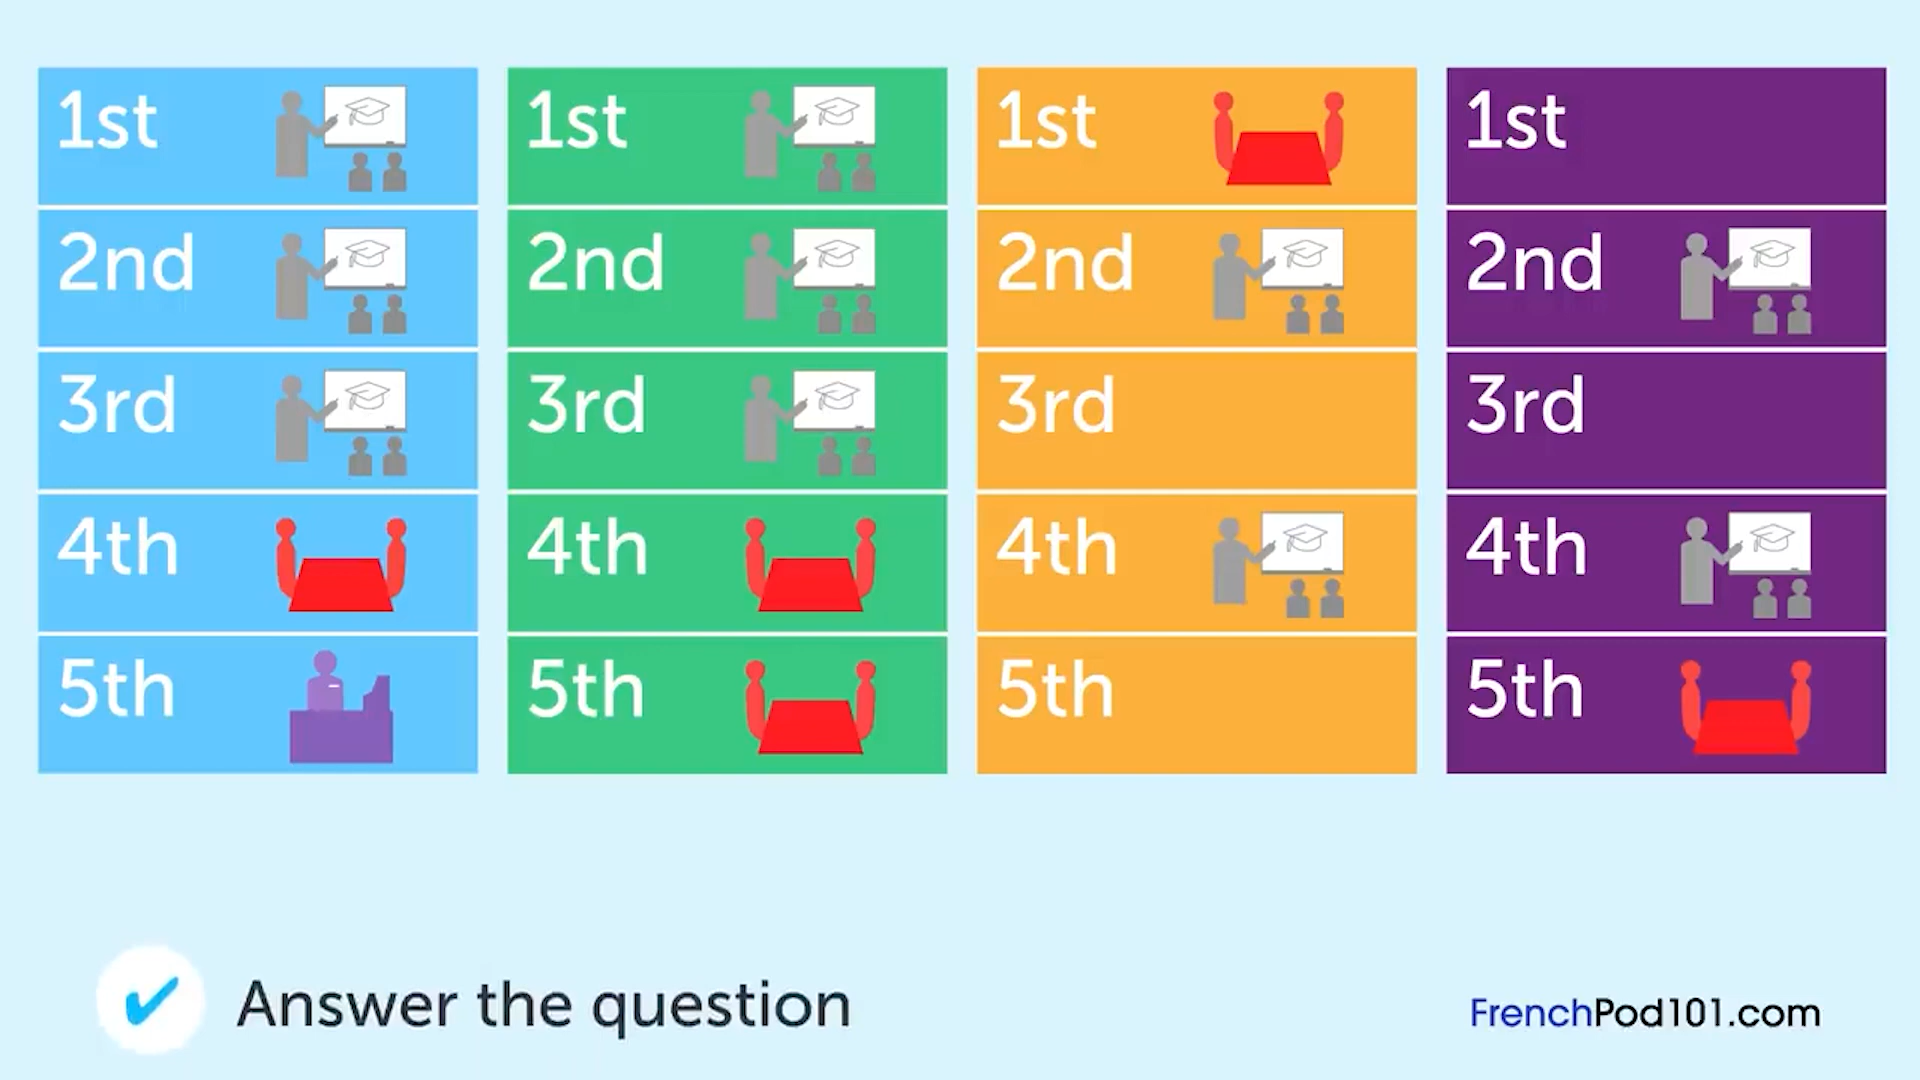 1st
2nd
3rd
4th
5th
1st
2nd
3rd
4th
5th
1st
2nd
3rd
4th
5th
1st
2nd
3rd
4th
5th
Answer the question
FrenchPod101.com